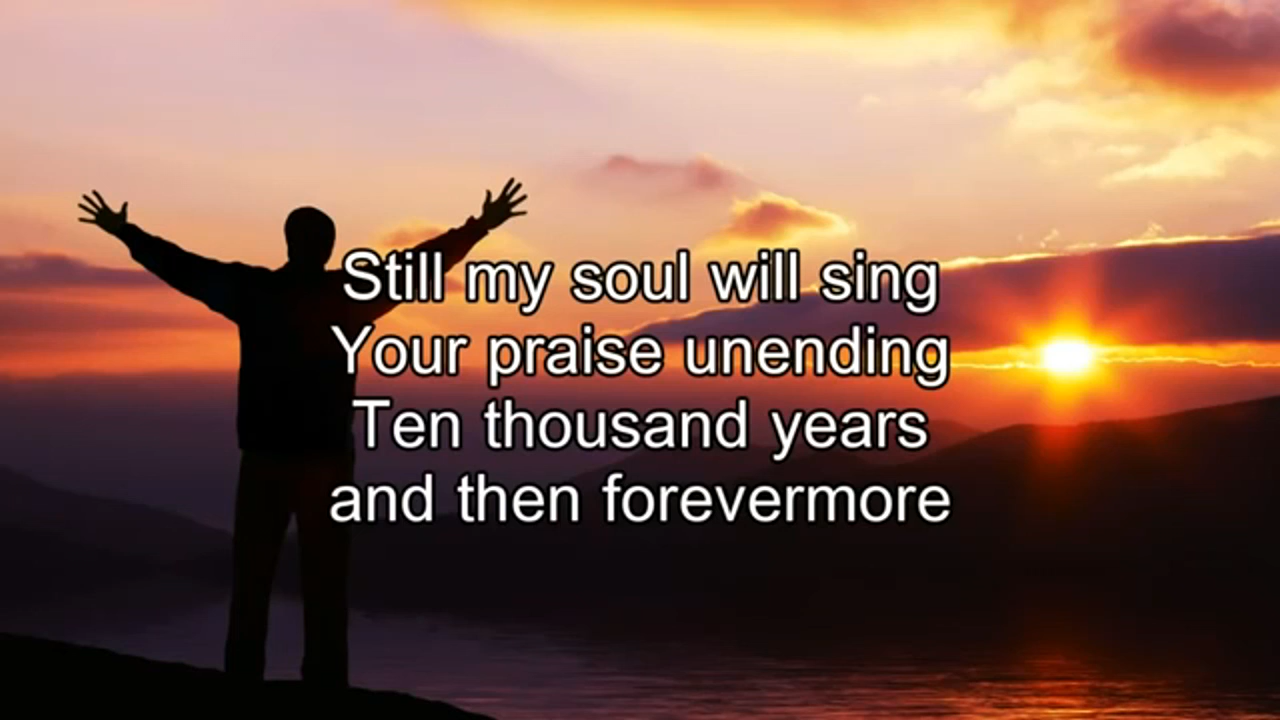 Still my soul will sing
Your praise unending
Ten thousand years
and then forevermore